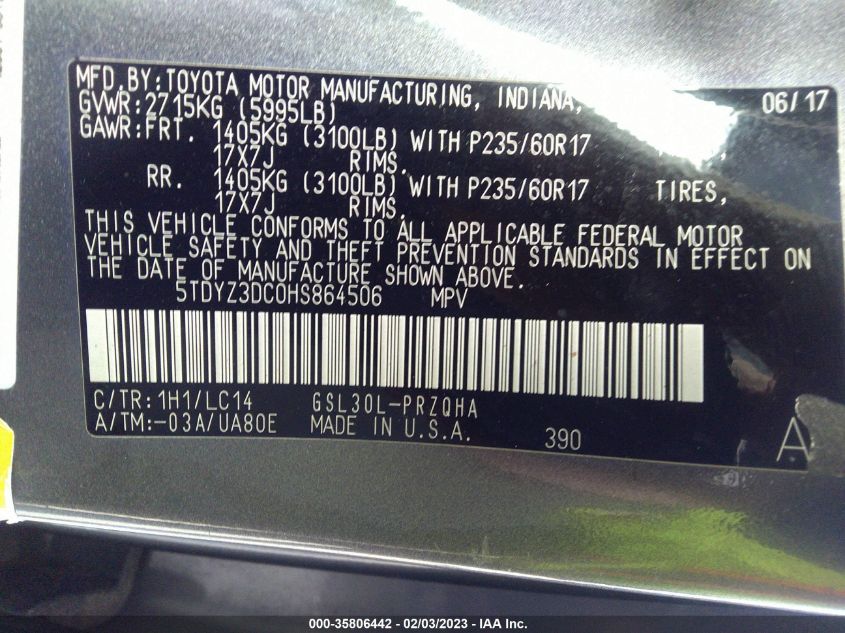 MFD.BY:TOYOTA MOTOR MANUFACTURING, INDIANA, 06/17
GVWR:2715KG (5995LB)
GAWR:FRT. 1405KG (3100LB) WITH P235/60R17
17X7J RIMS.
RR. 1405KG (3100LB) WITH P235/60R17 TIRES,
17X7J RIMS.
THIS VEHICLE CONFORMS TO ALL APPLICABLE FEDERAL MOTOR
VEHICLE SAFETY AND THEFT PREVENTION STANDARDS IN EFFECT ON
THE DATE OF MANUFACTURE SHOWN ABOVE.
5TDYZ3DC0HS864506 MPV
C/TR:1H1/LC14 GSL30L-PRZQHA
A/TM:-03A/UA80E MADE IN U.S.A. 390 A
000-35806442 - 02/03/2023 - IAA Inc.